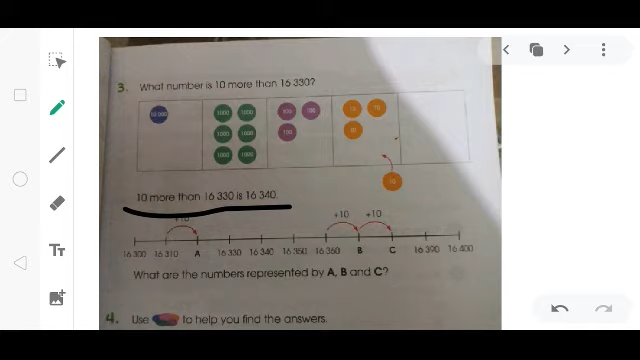 3. What number is 10 more than 16 330?
10 000 1000 1000 100 100 10 10
1000 1000 100 10
1000 1000
10
10 more than 16 330 is 16 340.
+10 +10 +10
16 300 16 310 A 16 330 16 340 16 350 16 360 B C 16 390 16 400
What are the numbers represented by A, B and C?
4. Use to help you find the answers.
TT